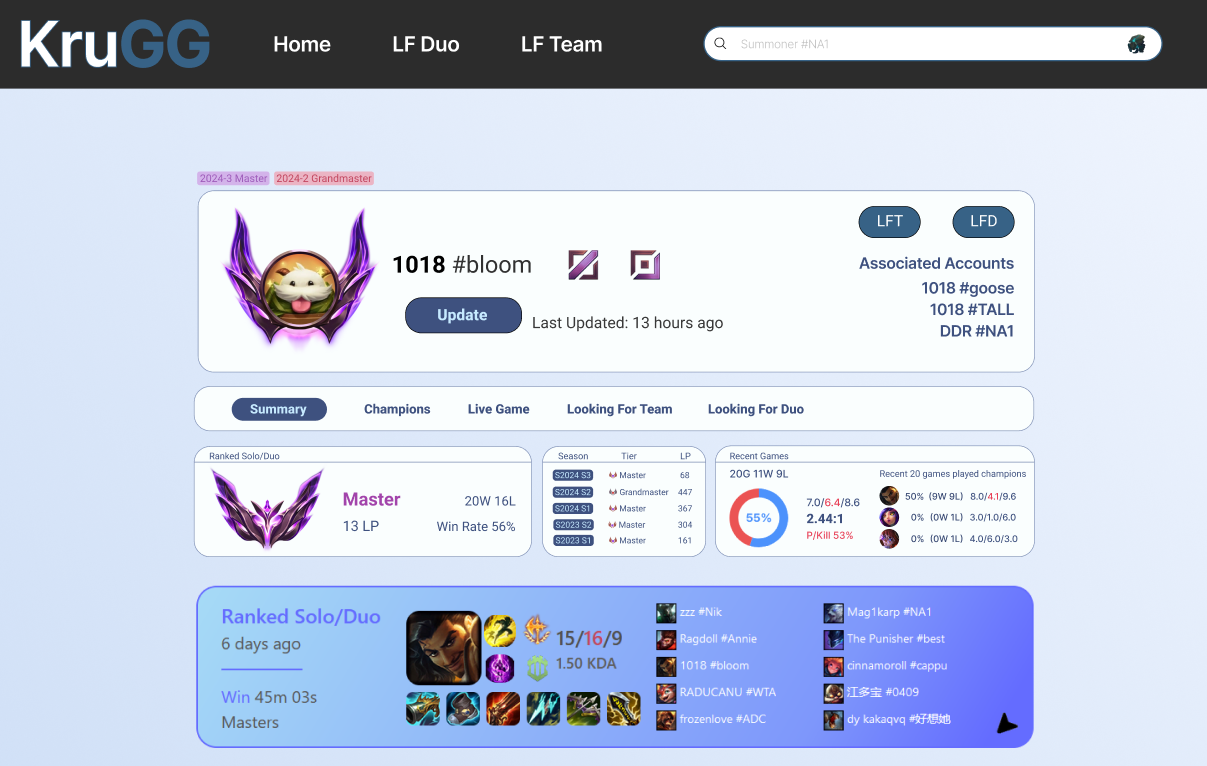 KruGG
Home LF Duo LF Team
Summoner #NA1
2024-3 Master 2024-2 Grandmaster
1018 #bloom
Update
Last Updated: 13 hours ago
LFT LFD
Associated Accounts
1018 #goose
1018 #TALL
DDR #NA1
Summary Champions Live Game Looking For Team Looking For Duo
Ranked Solo/Duo
Master
13 LP
20W 16L
Win Rate 56%
Season Tier LP
S2024 S3 Master 68
S2024 S2 Grandmaster 447
S2024 S1 Master 367
S2023 S2 Master 304
S2023 S1 Master 161
Recent Games
20G 11W 9L
55%
7.0/6.4/8.6
2.44:1
P/Kill 53%
Recent 20 games played champions
50% (9W 9L) 8.0/4.1/9.6
0% (0W 1L) 3.0/1.0/6.0
0% (0W 1L) 4.0/6.0/3.0
Ranked Solo/Duo
6 days ago
Win 45m 03s
Masters
15/16/9
1.50 KDA
zzz #Nik
Ragdoll #Annie
1018 #bloom
RADUCANU #WTA
frozenlove #ADC
Mag1karp #NA1
The Punisher #best
cinnamoroll #cappu
江多宝 #0409
dy kakaqvq #好想她